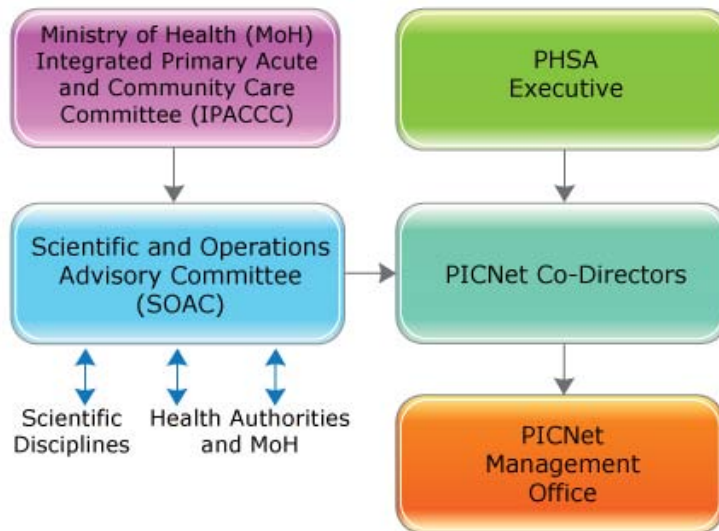 Ministry of Health (MoH)
Integrated Primary Acute
and Community Care
Committee (IPACCC)
PHSA
Executive
Scientific and Operations
Advisory Committee
(SOAC)
PICNet Co-Directors
Scientific
Disciplines
Health Authorities
and MoH
PICNet
Management
Office